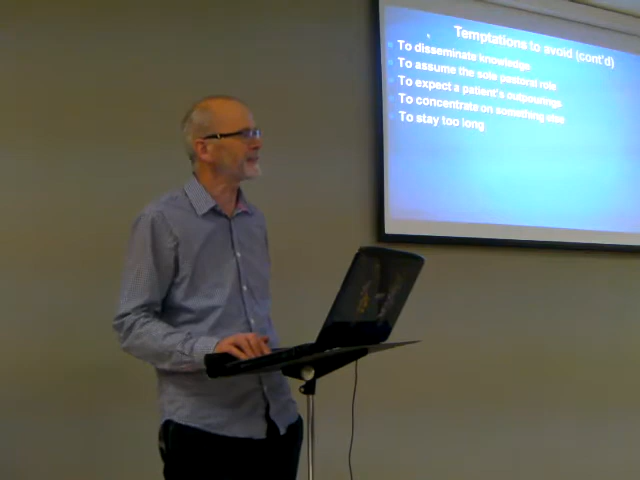 Temptations to avoid (cont'd)
To disseminate knowledge
To assume the sole pastoral role
To expect a patient's outpourings
To concentrate on something else
To stay too long